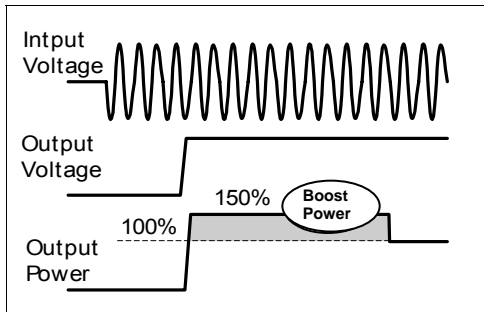 Intput
Voltage
Output
Voltage
150%
Boost
Power
100%
Output
Power